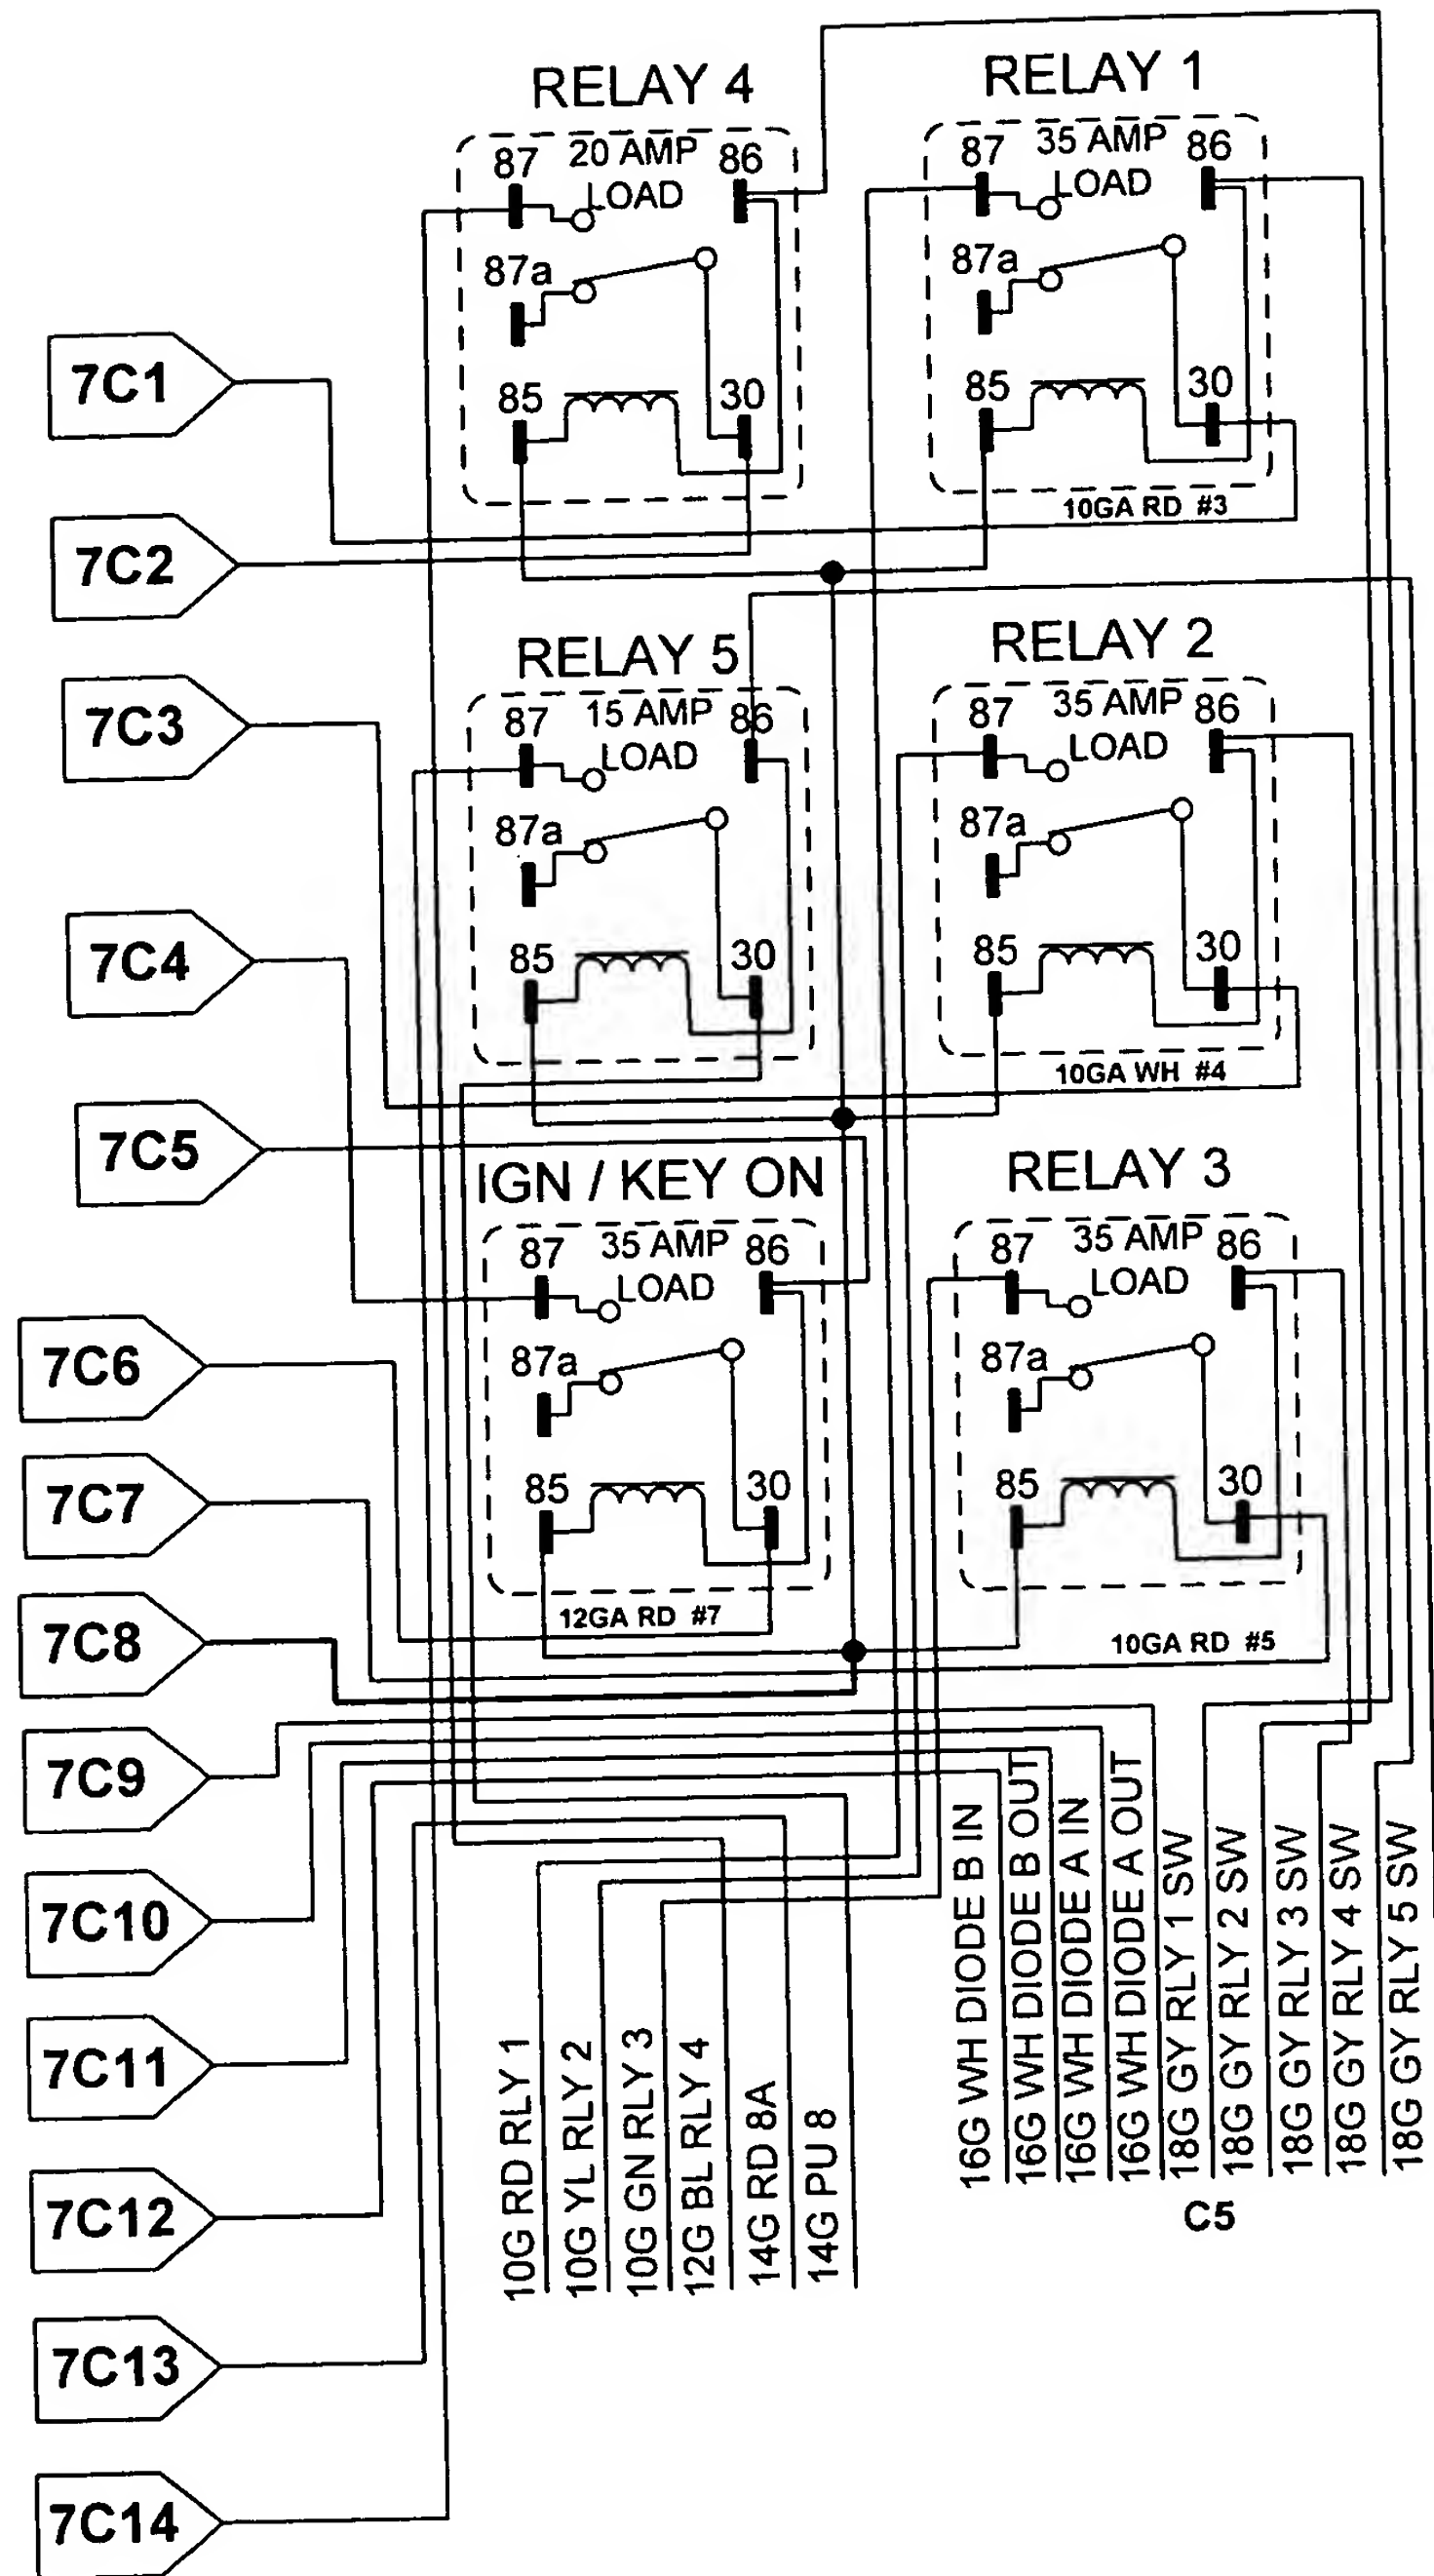 RELAY 4
87
20 AMP
LOAD
86
87a
85
30
RELAY 1
87
35 AMP
LOAD
86
87a
85
30
10GA RD #3
7C1
7C2
RELAY 5
87
15 AMP
LOAD
86
87a
85
30
RELAY 2
87
35 AMP
LOAD
86
87a
85
30
10GA WH #4
7C3
7C4
7C5
IGN / KEY ON
87
35 AMP
LOAD
86
87a
85
30
12GA RD #7
RELAY 3
87
35 AMP
LOAD
86
87a
85
30
10GA RD #5
7C6
7C7
7C8
7C9
7C10
7C11
7C12
7C13
7C14
10G RD RLY 1
10G YL RLY 2
10G GN RLY 3
12G BL RLY 4
14G RD 8A
14G PU 8
16G WH DIODE B IN
16G WH DIODE B OUT
16G WH DIODE A IN
16G WH DIODE A OUT
18G GY RLY 1 SW
18G GY RLY 2 SW
18G GY RLY 3 SW
18G GY RLY 4 SW
18G GY RLY 5 SW
C5